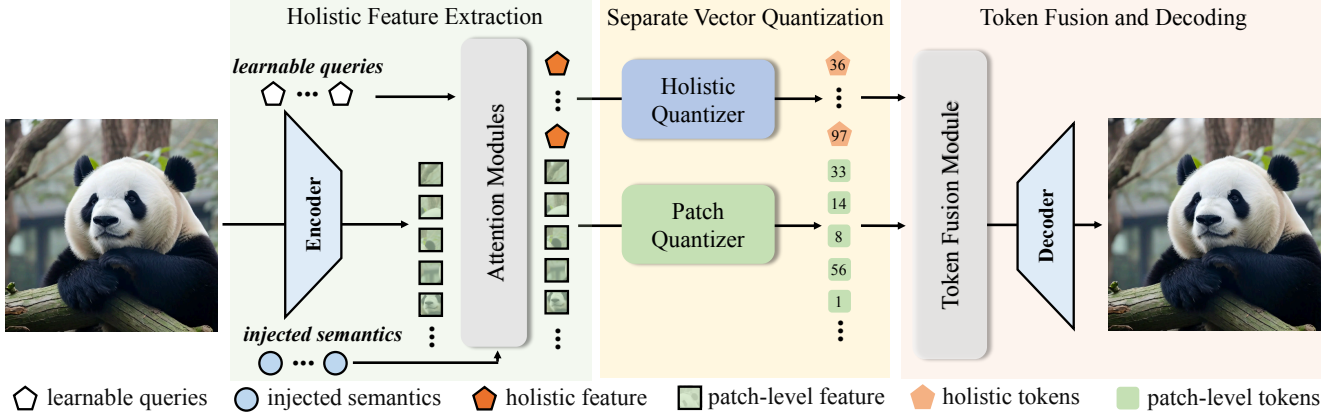 Holistic Feature Extraction
Separate Vector Quantization
Token Fusion and Decoding
learnable queries
Encoder
injected semantics
Attention Modules
Holistic
Quantizer
Patch
Quantizer
36
97
33
14
8
56
1
Token Fusion Module
Decoder
learnable queries
injected semantics
holistic feature
patch-level feature
holistic tokens
patch-level tokens